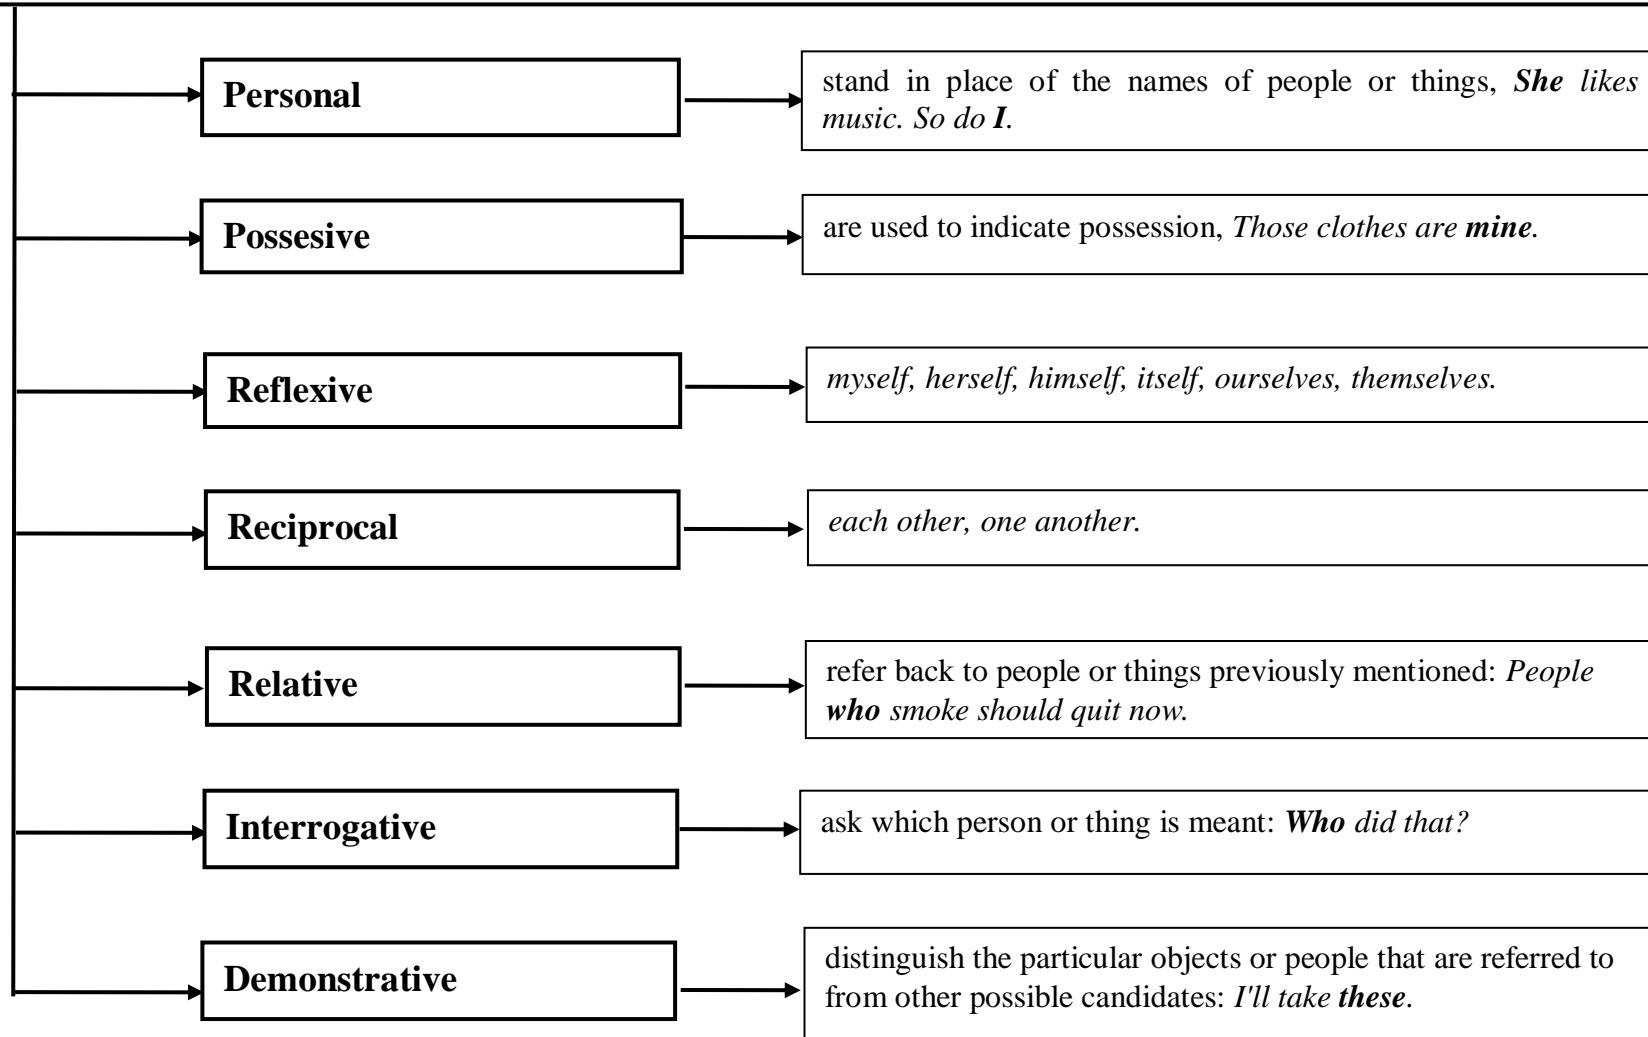 Personal
stand in place of the names of people or things, She likes
music. So do I.
Possesive
are used to indicate possession, Those clothes are mine.
Reflexive
myself, herself, himself, itself, ourselves, themselves.
Reciprocal
each other, one another.
Relative
refer back to people or things previously mentioned: People
who smoke should quit now.
Interrogative
ask which person or thing is meant: Who did that?
Demonstrative
distinguish the particular objects or people that are referred to
from other possible candidates: I'll take these.